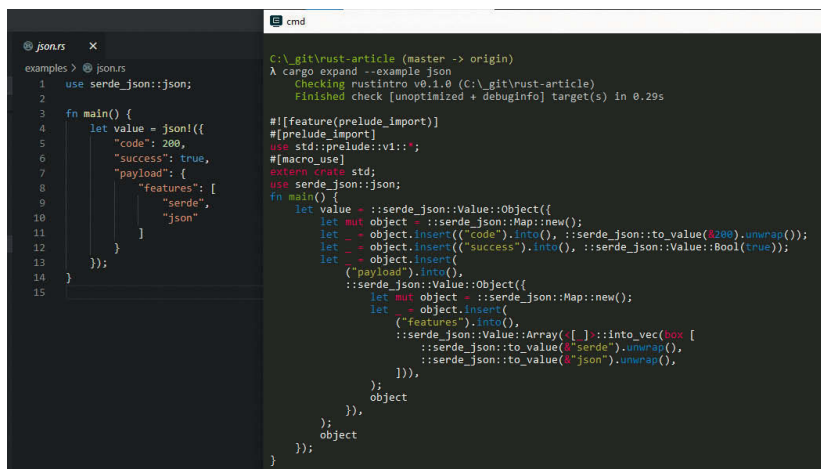 json.rs ×
examples > json.rs
1 use serde_json::json;
2
3 fn main() {
4     let value = json!({
5         "code": 200,
6         "success": true,
7         "payload": {
8             "features": [
9                 "serde",
10                 "json"
11             ]
12         }
13     });
14 }
15
cmd
C:\_git\rust-article (master -> origin)
λ cargo expand --example json
    Checking rustintro v0.1.0 (C:\_git\rust-article)
    Finished check [unoptimized + debuginfo] target(s) in 0.29s
#![feature(prelude_import)]
#[prelude_import]
use std::prelude::v1::*;
#[macro_use]
extern crate std;
use serde_json::json;
fn main() {
    let value = ::serde_json::Value::Object({
        let mut object = ::serde_json::Map::new();
        let _ = object.insert(("code").into(), ::serde_json::to_value(&200).unwrap());
        let _ = object.insert(("success").into(), ::serde_json::Value::Bool(true));
        let _ = object.insert(
            ("payload").into(),
            ::serde_json::Value::Object({
                let mut object = ::serde_json::Map::new();
                let _ = object.insert(
                    ("features").into(),
                    ::serde_json::Value::Array(<[_]>::into_vec(box [
                        ::serde_json::to_value(&"serde").unwrap(),
                        ::serde_json::to_value(&"json").unwrap(),
                    ])),
                );
                object
            }),
        );
        object
    });
}